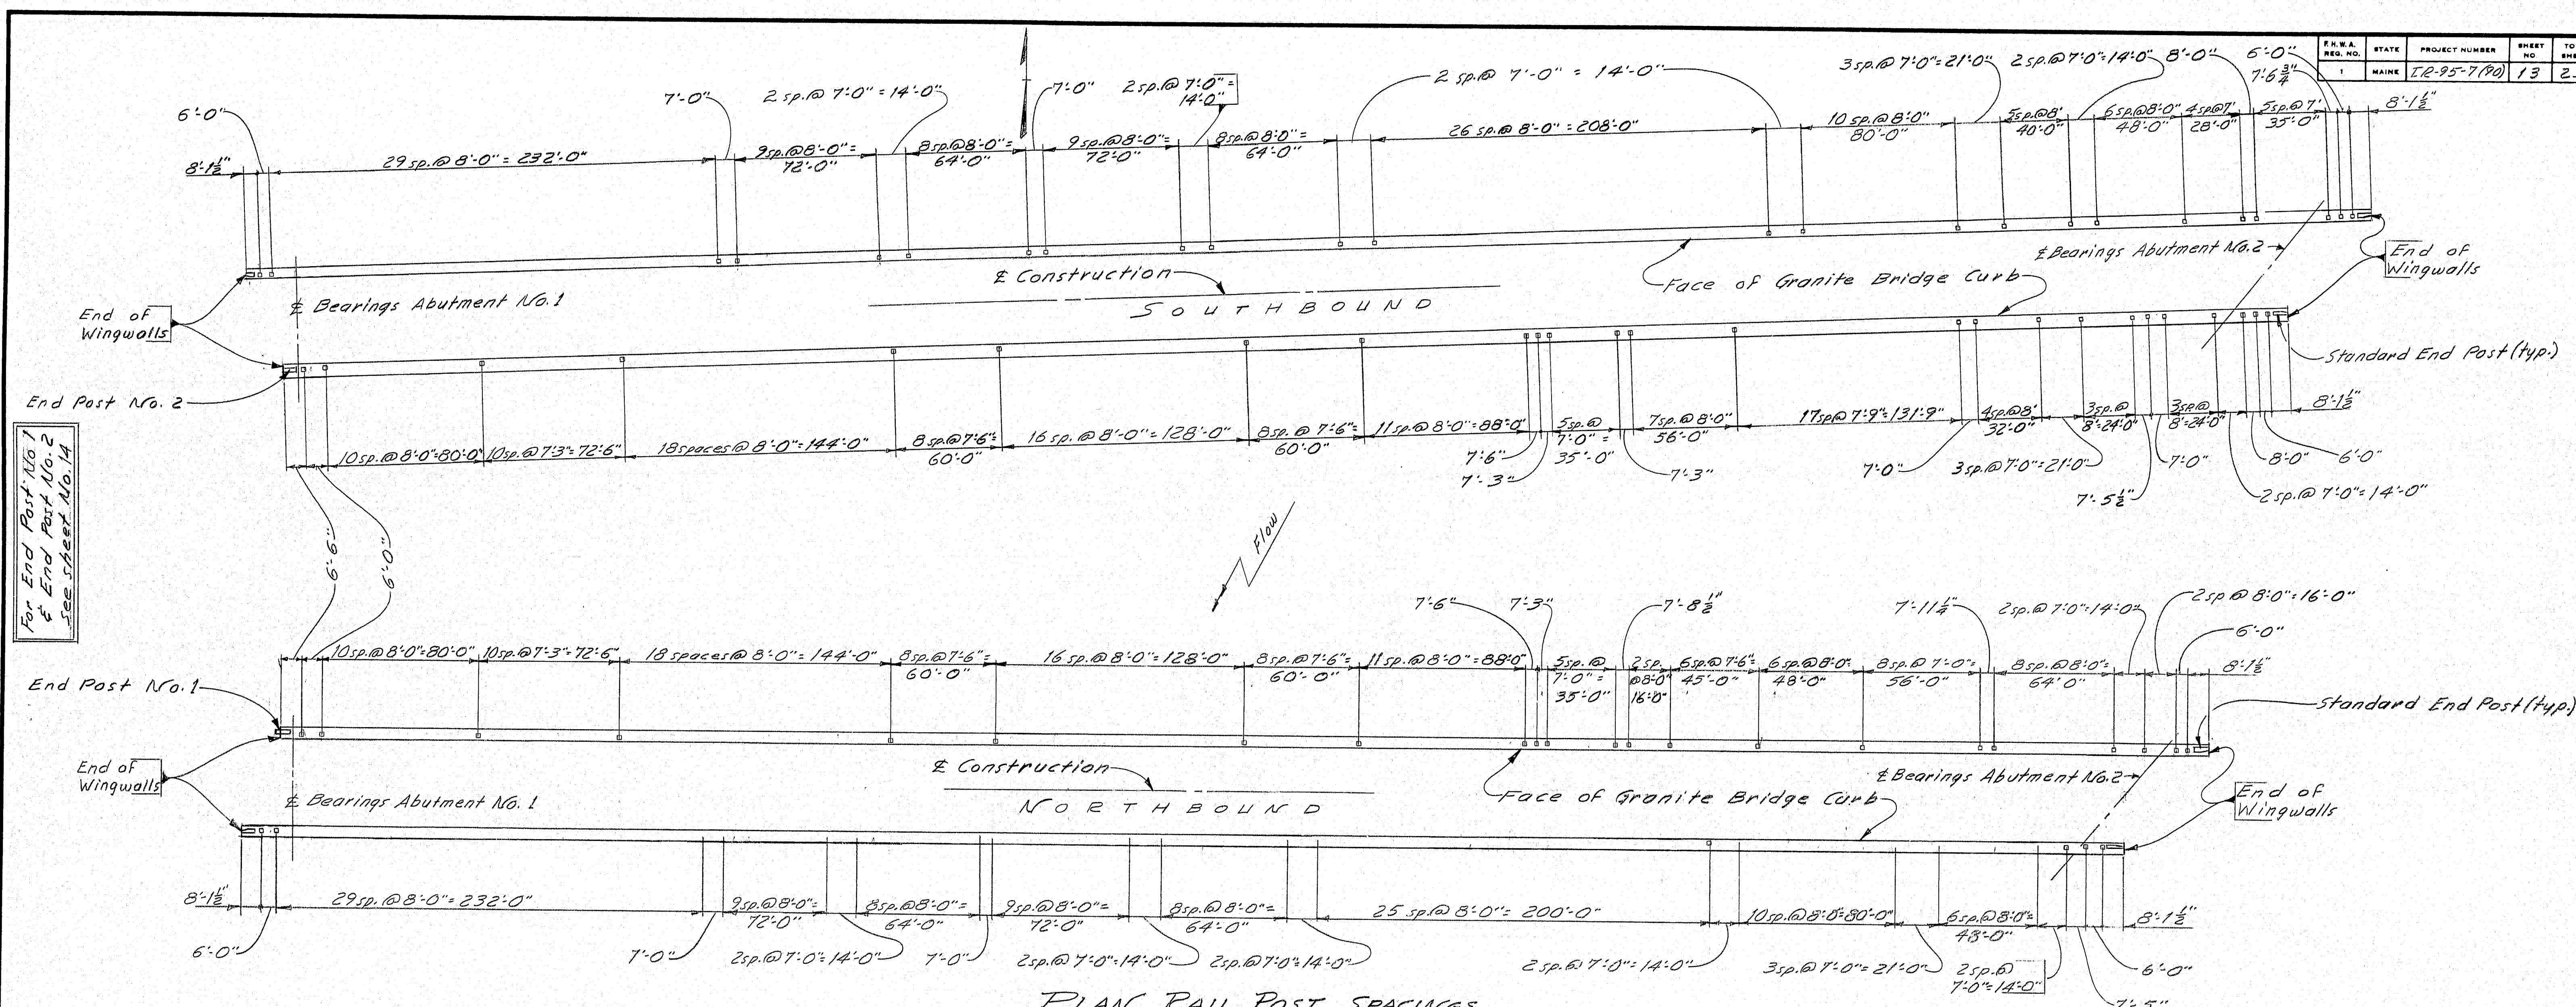 F.H.W.A. REG. NO.
STATE
PROJECT NUMBER
SHEET NO
1
MAINE
I.R-95-7(90)
13
6'-0"
8'-1½"
29 sp. @ 8'-0" = 232'-0"
7'-0"
9sp.@8'-0"=
72'-0"
2 sp.@ 7'-0" = 14'-0"
8sp.@8'-0"=
64'-0"
7'-0"
9sp.@8'-0"=
72'-0"
2sp.@ 7'-0"=
14'-0"
8sp.@8'-0"=
64'-0"
2 sp.@ 7'-0" = 14'-0"
26 sp.@ 8'-0" = 208'-0"
10 sp.@8'-0"
80'-0"
3sp.@ 7'-0"=21'-0"
5sp@8'
40'-0"
2sp.@7'-0"=14'-0"
6sp@8'-0"
48'-0"
4sp@7'
28'-0"
8'-0"
5sp.@7'
35'-0"
7'-6¾"
6'-0"
8'-1½"
End of
Wingwalls
℄ Bearings Abutment No.1
℄ Construction
SOUTHBOUND
Face of Granite Bridge Curb
℄ Bearings Abutment No.2
End of
Wingwalls
End Post No. 2
Standard End Post (typ.)
For End Post No 1
& End Post No.2
see sheet No.14
6'-6"
6'-0"
10sp.@8'-0"=80'-0"
10sp.@7'-3"=72'-6"
18spaces@ 8'-0"=144'-0"
8sp.@7'-6"=
60'-0"
16 sp.@ 8'-0"=128'-0"
8sp.@ 7'-6"=
60'-0"
11sp.@8'-0"=88'-0"
7'-6"
7'-3"
5sp.@
7'-0" =
35'-0"
7'-3"
7sp.@ 8'-0"
56'-0"
17sp@7'-9"=131'-9"
7'-0"
4sp@8'
32'-0"
3sp.@7'-0"=21'-0"
3sp.@
8'=24'-0"
7'-5½"
7'-0"
3sp@
8'=24'-0"
2sp.@ 7'-0"=14'-0"
8'-0"
6'-0"
8'-1½"
Flow
10sp.@8'-0"=80'-0"
10sp.@7'-3"=72'-6"
18 spaces@ 8'-0"=144'-0"
8sp.@7'-6"=
60'-0"
16 sp.@8'-0"=128'-0"
8sp.@7'-6"=
60'-0"
11sp.@8'-0"=88'-0"
7'-6"
7'-3"
5sp.@
7'-0"=
35'-0"
7'-8½"
2sp.
@8'-0"
16'-0"
6sp.@7'-6"=
45'-0"
6sp.@8'-0"=
48'-0"
8sp.@ 7'-0"=
56'-0"
7'-11¼"
8sp.@8'-0"=
64'-0"
2sp.@7'-0"=14'-0"
2sp@8'-0"=16'-0"
6'-0"
8'-1½"
End Post No.1
Standard End Post(typ.)
End of
Wingwalls
℄ Bearings Abutment No. 1
℄ Construction
NORTHBOUND
Face of Granite Bridge Curb
℄ Bearings Abutment No.2
End of
Wingwalls
8'-1½"
6'-0"
29sp.@8'-0"=232'-0"
7'-0"
9sp.@8'-0"=
72'-0"
2sp.@7'-0"=14'-0"
8sp.@8'-0"=
64'-0"
7'-0"
9sp.@8'-0"=
72'-0"
2sp.@7'-0"=14'-0"
8sp.@8'-0"=
64'-0"
2sp.@7'-0"=14'-0"
25 sp.@ 8'-0"= 200'-0"
2sp.@7'-0"=14'-0"
10sp.@8'-0"=80'-0"
3sp.@7'-0"=21'-0"
6sp.@8'-0"=
48'-0"
2sp.@
7'-0"=14'-0"
7'-5"
6'-0"
8'-1½"
PLAN RAIL POST SPACINGS